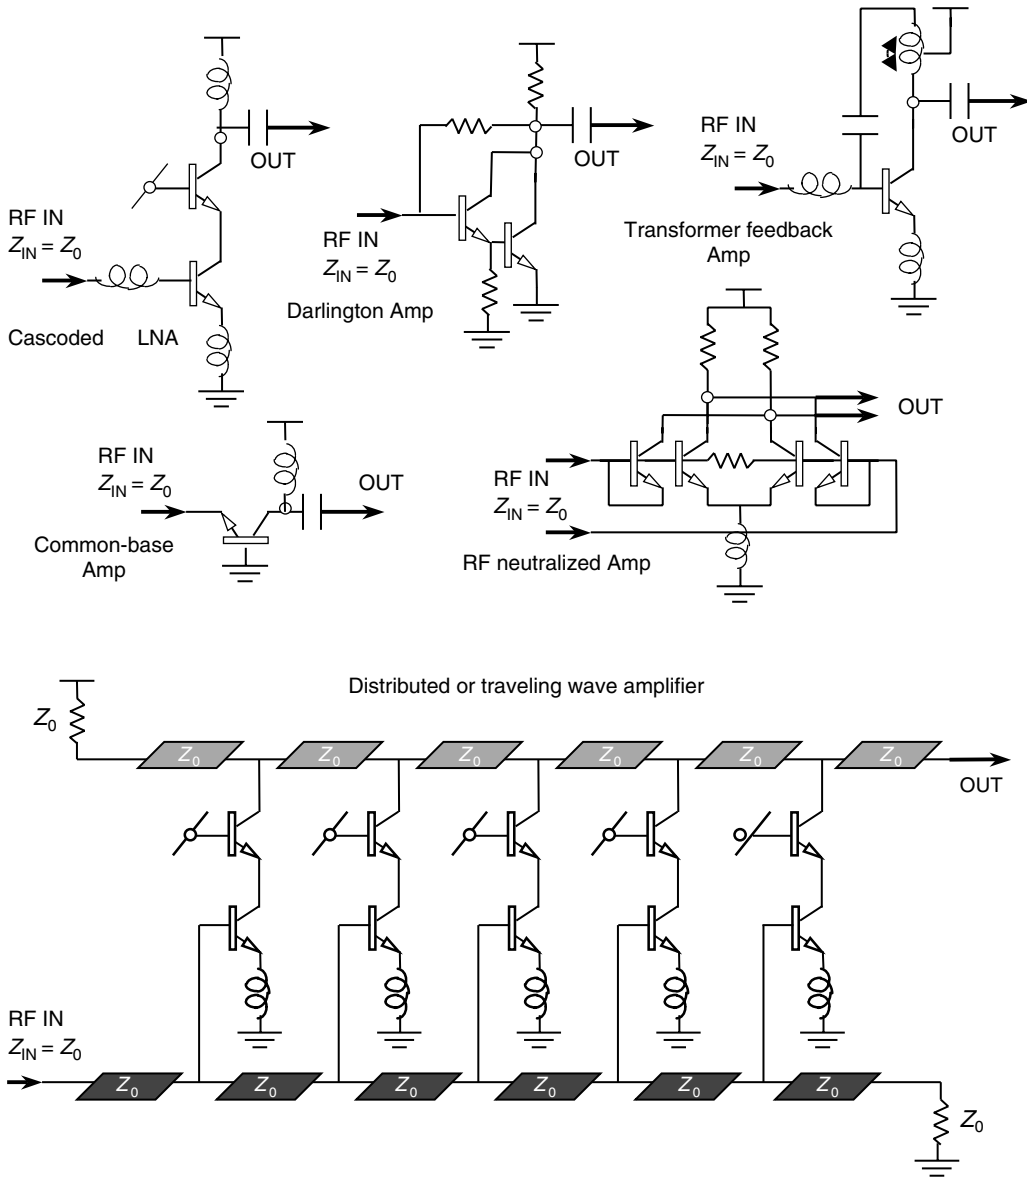 OUT
RF IN
Z_IN = Z_0
Cascoded LNA
OUT
RF IN
Z_IN = Z_0
Darlington Amp
RF IN
Z_IN = Z_0
OUT
Transformer feedback
Amp
RF IN
Z_IN = Z_0
OUT
Common-base
Amp
OUT
RF IN
Z_IN = Z_0
RF neutralized Amp
Distributed or traveling wave amplifier
Z_0
Z_0 Z_0 Z_0 Z_0 Z_0 Z_0
OUT
RF IN
Z_IN = Z_0
Z_0 Z_0 Z_0 Z_0 Z_0 Z_0
Z_0